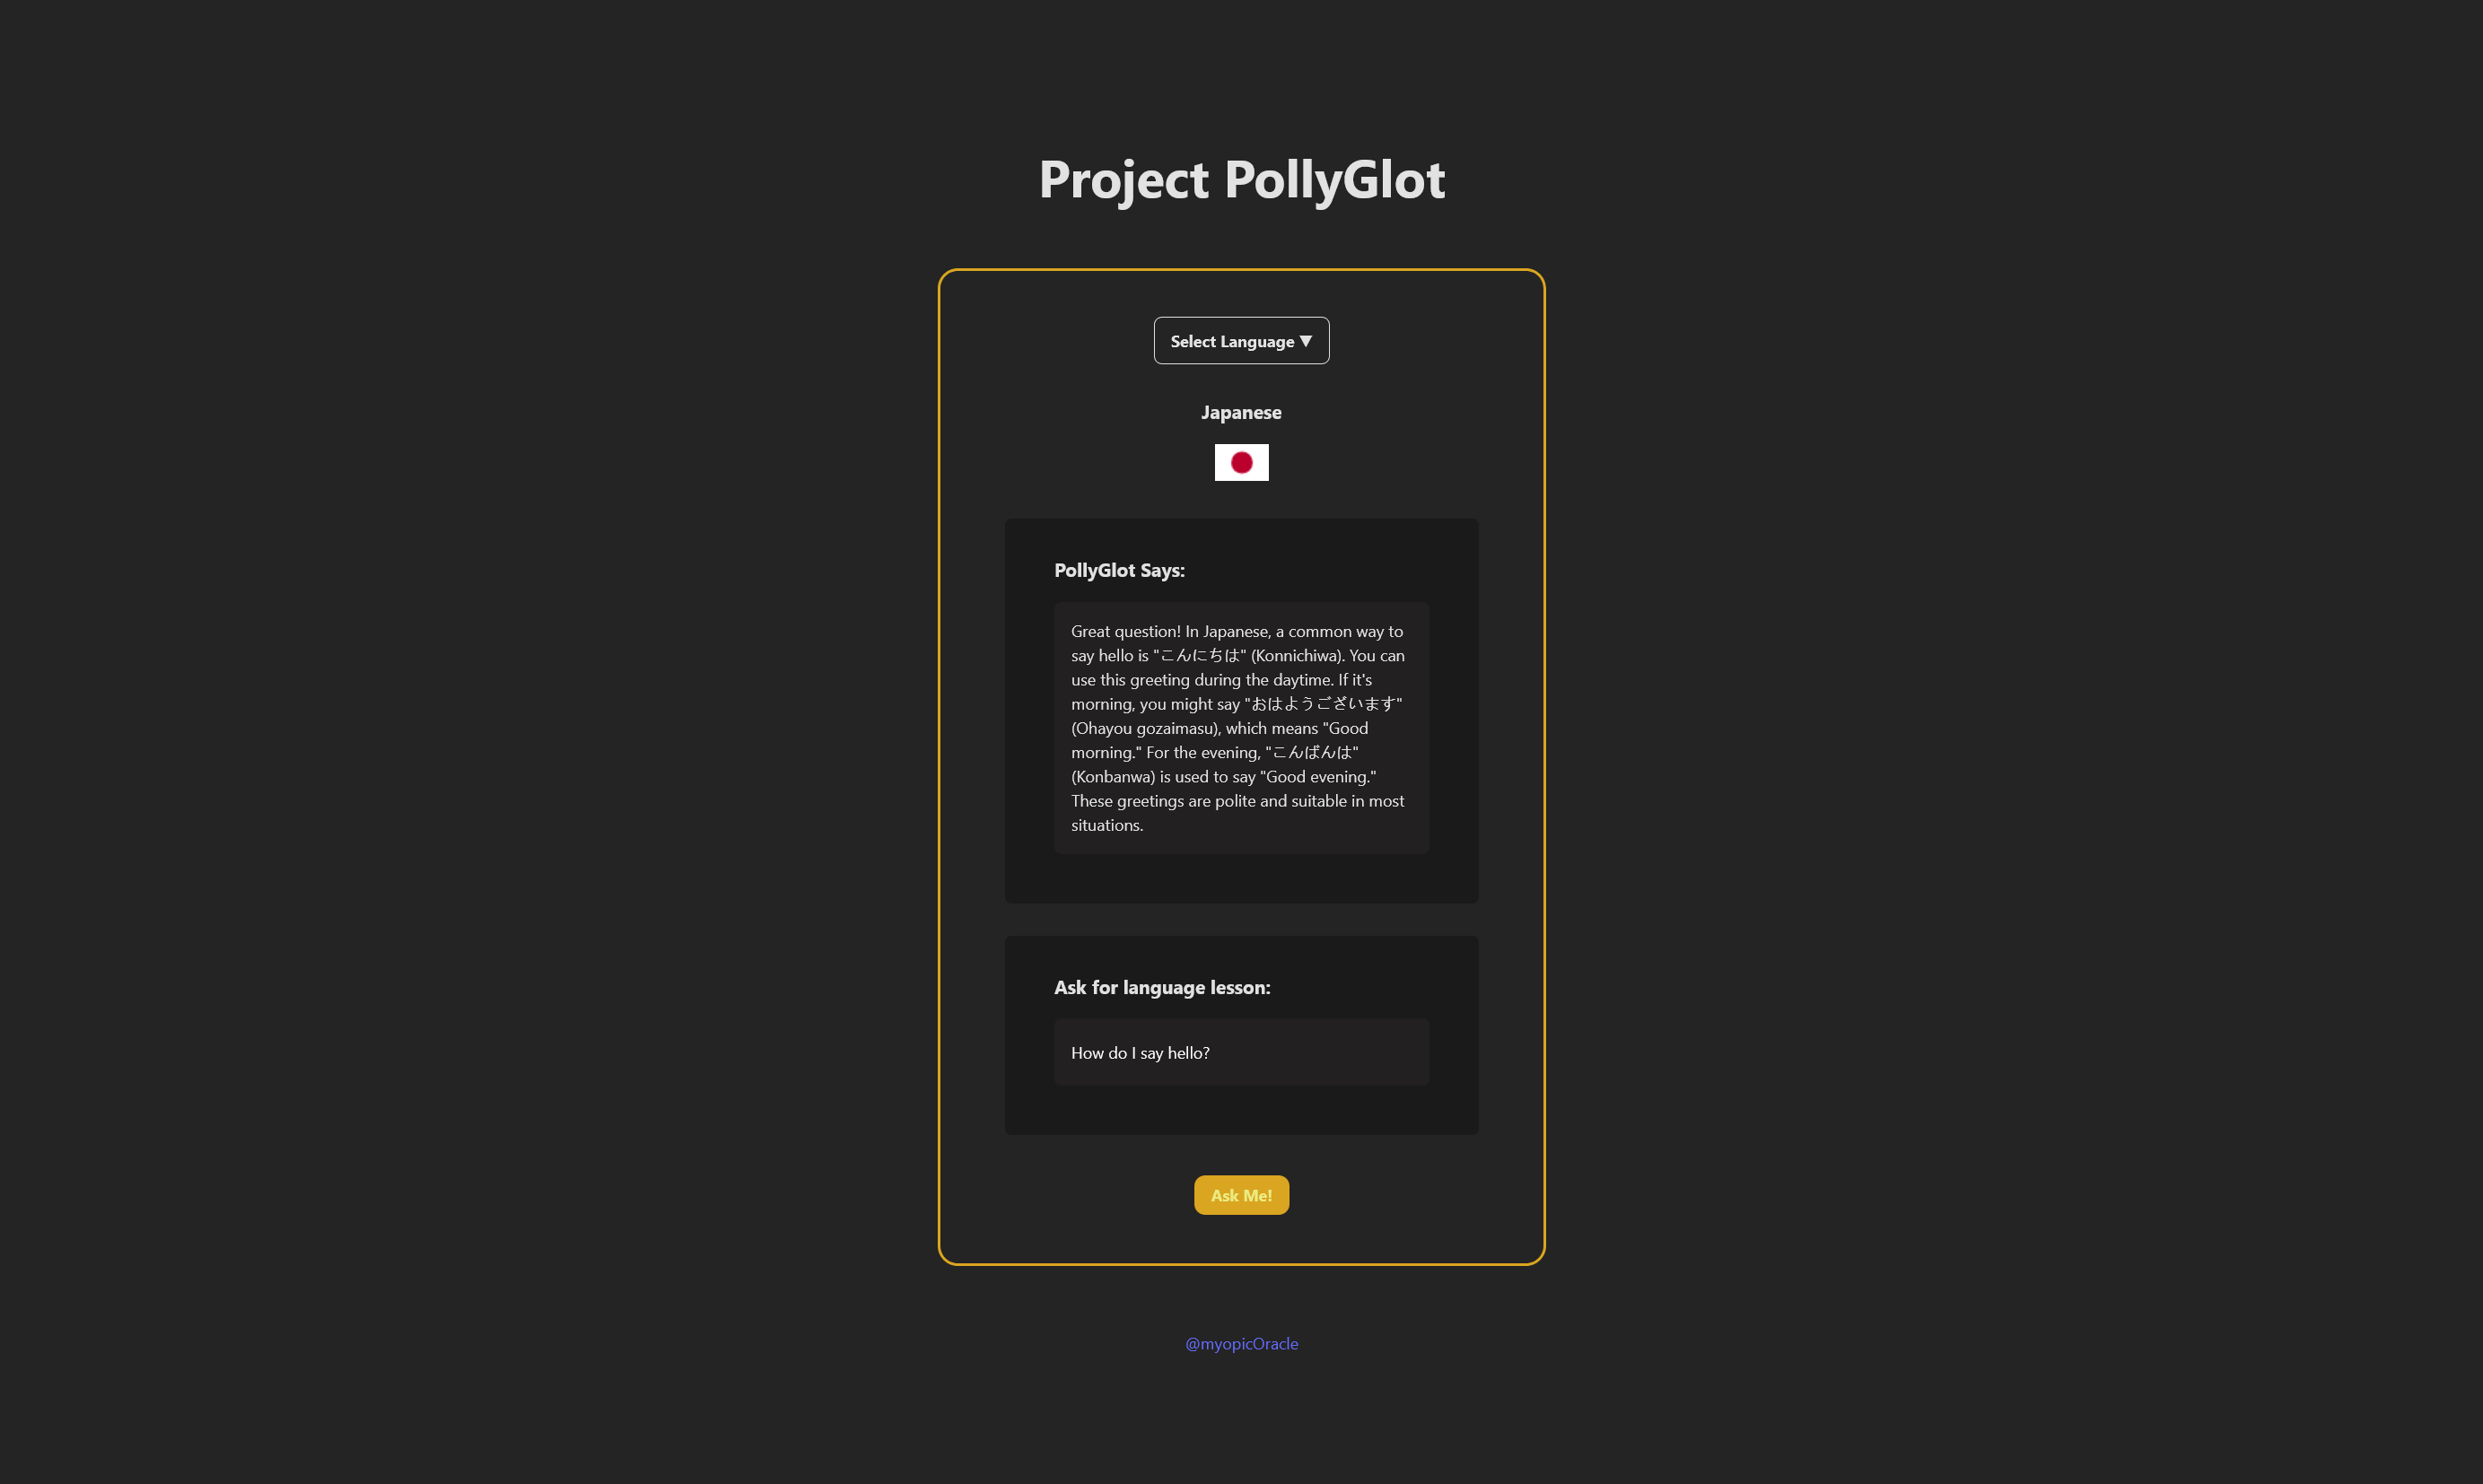 Project PollyGlot
Select Language ▼
Japanese
PollyGlot Says:
Great question! In Japanese, a common way to
say hello is "こんにちは" (Konnichiwa). You can
use this greeting during the daytime. If it's
morning, you might say "おはようございます"
(Ohayou gozaimasu), which means "Good
morning." For the evening, "こんばんは"
(Konbanwa) is used to say "Good evening."
These greetings are polite and suitable in most
situations.
Ask for language lesson:
How do I say hello?
Ask Me!
@myopicOracle